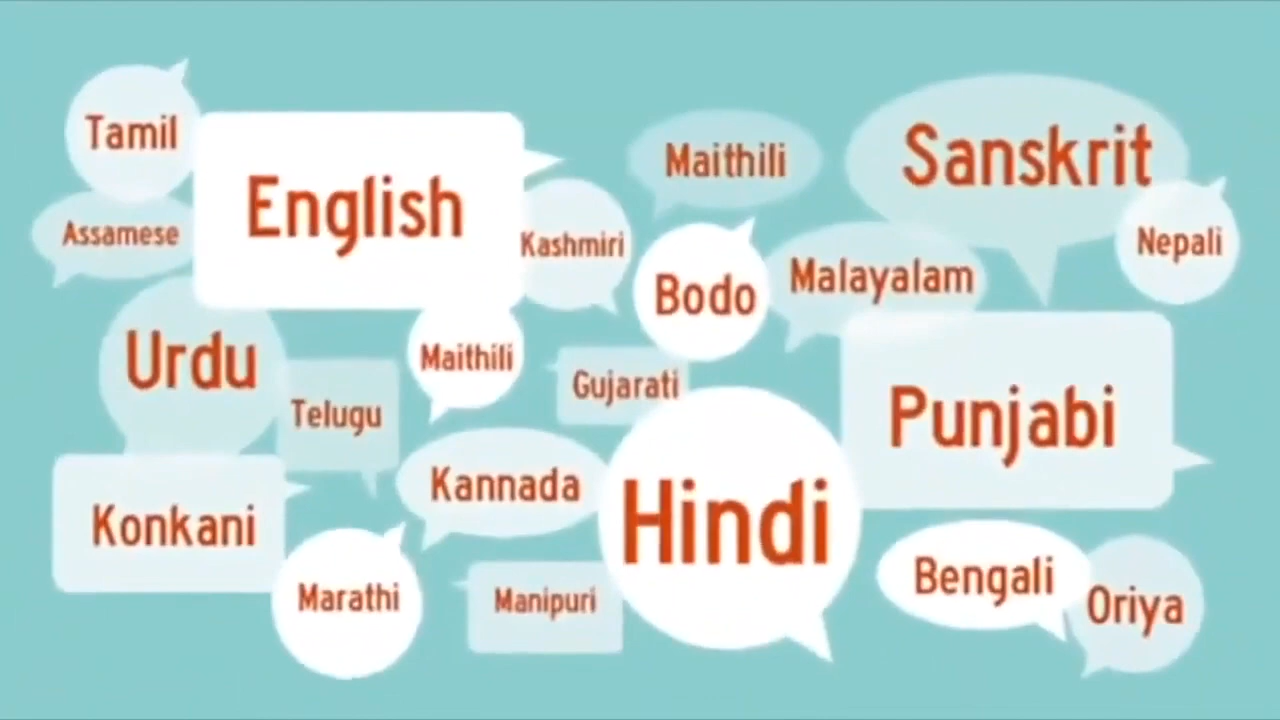 Tamil
English
Maithili
Sanskrit
Assamese
Kashmiri
Nepali
Bodo
Malayalam
Urdu
Maithili
Gujarati
Telugu
Punjabi
Kannada
Konkani
Hindi
Marathi
Manipuri
Bengali
Oriya